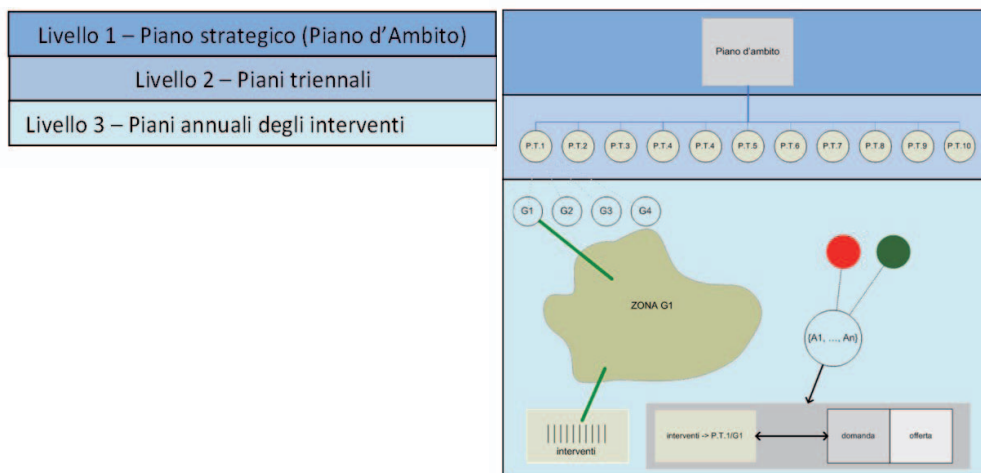 Livello 1 – Piano strategico (Piano d'Ambito)
Livello 2 – Piani triennali
Livello 3 – Piani annuali degli interventi
Piano d'ambito
P.T.1 P.T.2 P.T.3 P.T.4 P.T.4 P.T.5 P.T.6 P.T.7 P.T.8 P.T.9 P.T.10
G1 G2 G3 G4
ZONA G1
{A1, ..., An}
interventi -> P.T.1/G1
domanda
offerta
interventi